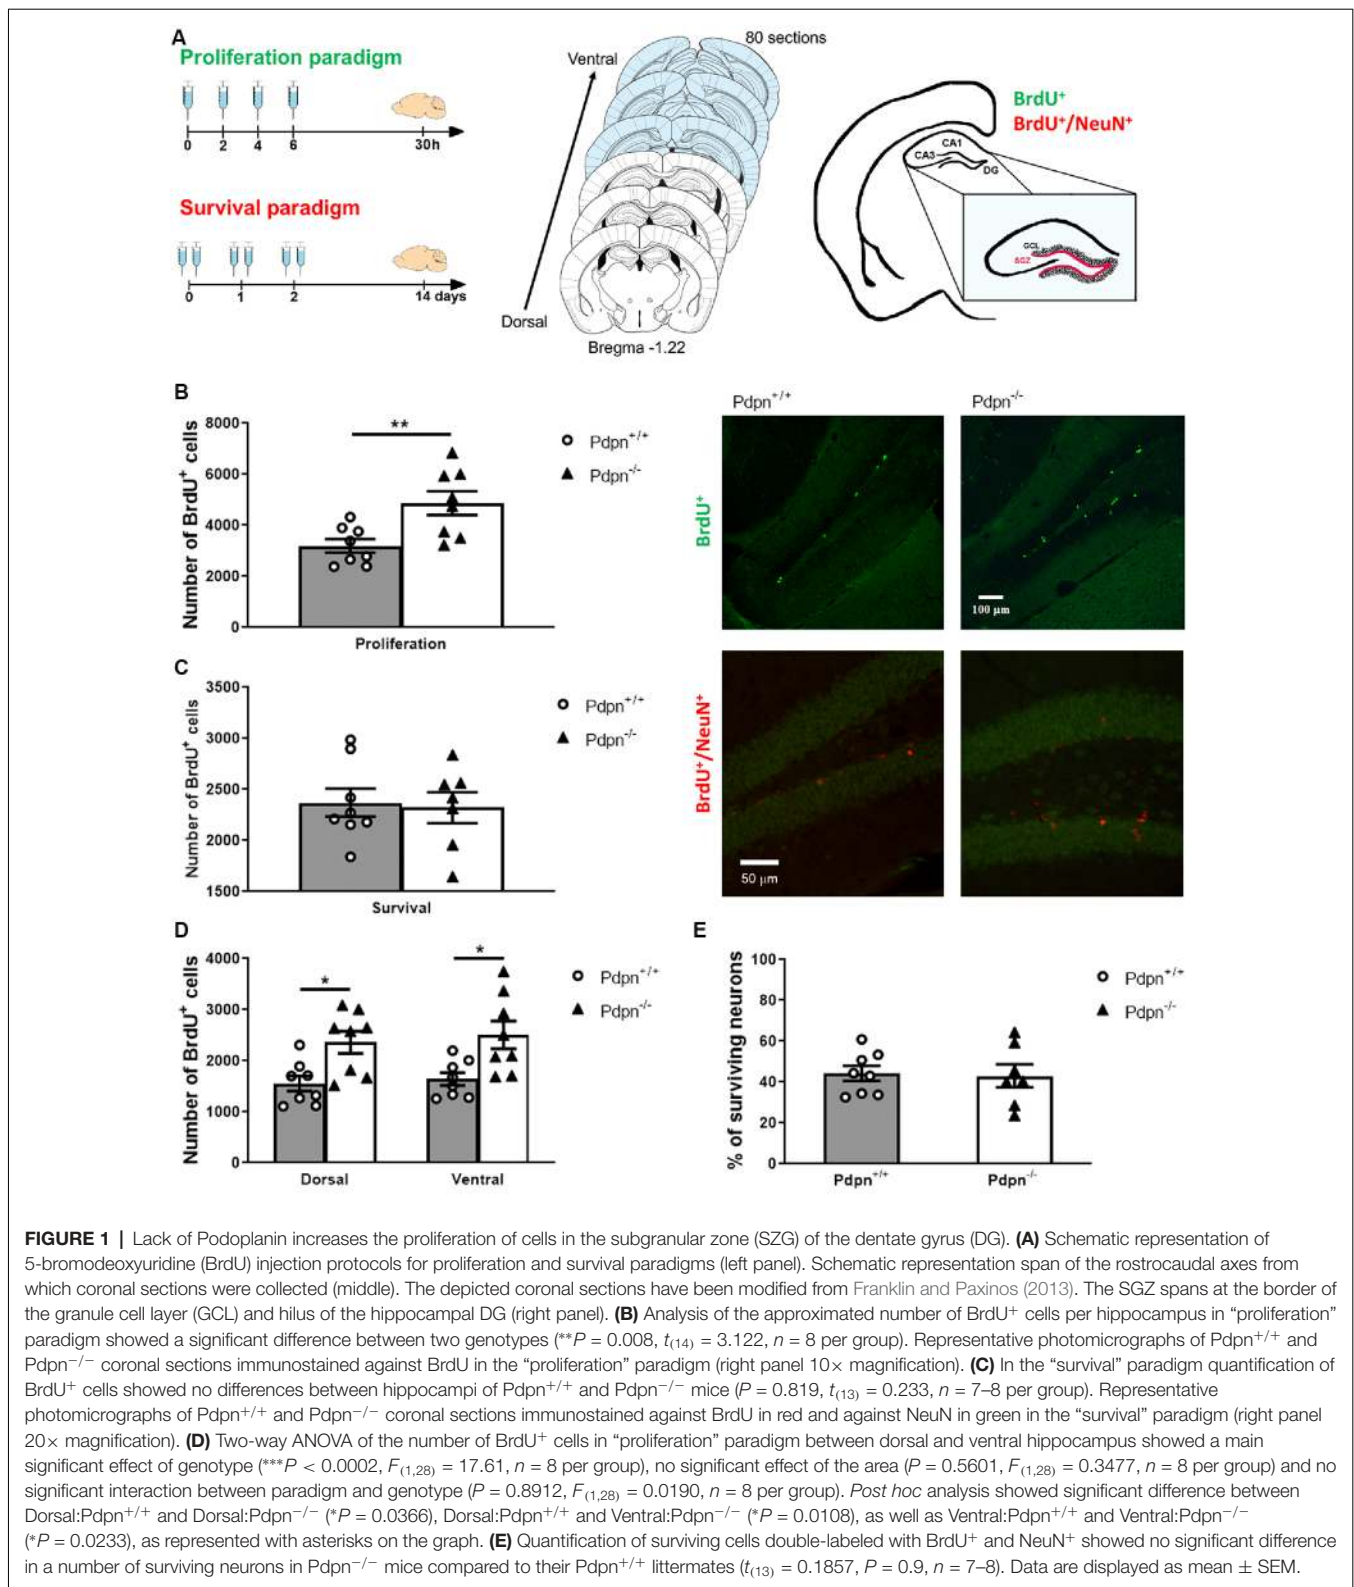 A
Proliferation paradigm
0 2 4 6 30h
Survival paradigm
0 1 2 14 days
80 sections
Ventral
Dorsal
Bregma -1.22
BrdU⁺
BrdU⁺/NeuN⁺
CA1
CA3
DG
GCL
SGZ
B
Number of BrdU⁺ cells
8000
6000
4000
2000
0
**
Proliferation
Pdpn⁺/⁺
Pdpn⁻/⁻
Pdpn⁺/⁺
Pdpn⁻/⁻
BrdU⁺
100 µm
C
Number of BrdU⁺ cells
3500
3000
2500
2000
1500
Survival
Pdpn⁺/⁺
Pdpn⁻/⁻
BrdU⁺/NeuN⁺
50 µm
D
Number of BrdU⁺ cells
4000
3000
2000
1000
0
*
*
Dorsal
Ventral
Pdpn⁺/⁺
Pdpn⁻/⁻
E
% of surviving neurons
100
80
60
40
20
0
Pdpn⁺/⁺
Pdpn⁻/⁻
Pdpn⁺/⁺
Pdpn⁻/⁻
FIGURE 1 | Lack of Podoplanin increases the proliferation of cells in the subgranular zone (SZG) of the dentate gyrus (DG). (A) Schematic representation of
5-bromodeoxyuridine (BrdU) injection protocols for proliferation and survival paradigms (left panel). Schematic representation span of the rostrocaudal axes from
which coronal sections were collected (middle). The depicted coronal sections have been modified from Franklin and Paxinos (2013). The SGZ spans at the border of
the granule cell layer (GCL) and hilus of the hippocampal DG (right panel). (B) Analysis of the approximated number of BrdU⁺ cells per hippocampus in “proliferation”
paradigm showed a significant difference between two genotypes (**P = 0.008, t₍₁₄₎ = 3.122, n = 8 per group). Representative photomicrographs of Pdpn⁺/⁺ and
Pdpn⁻/⁻ coronal sections immunostained against BrdU in the “proliferation” paradigm (right panel 10× magnification). (C) In the “survival” paradigm quantification of
BrdU⁺ cells showed no differences between hippocampi of Pdpn⁺/⁺ and Pdpn⁻/⁻ mice (P = 0.819, t₍₁₃₎ = 0.233, n = 7–8 per group). Representative
photomicrographs of Pdpn⁺/⁺ and Pdpn⁻/⁻ coronal sections immunostained against BrdU in red and against NeuN in green in the “survival” paradigm (right panel
20× magnification). (D) Two-way ANOVA of the number of BrdU⁺ cells in “proliferation” paradigm between dorsal and ventral hippocampus showed a main
significant effect of genotype (***P < 0.0002, F₍₁,₂₈₎ = 17.61, n = 8 per group), no significant effect of the area (P = 0.5601, F₍₁,₂₈₎ = 0.3477, n = 8 per group) and no
significant interaction between paradigm and genotype (P = 0.8912, F₍₁,₂₈₎ = 0.0190, n = 8 per group). Post hoc analysis showed significant difference between
Dorsal:Pdpn⁺/⁺ and Dorsal:Pdpn⁻/⁻ (*P = 0.0366), Dorsal:Pdpn⁺/⁺ and Ventral:Pdpn⁻/⁻ (*P = 0.0108), as well as Ventral:Pdpn⁺/⁺ and Ventral:Pdpn⁻/⁻
(*P = 0.0233), as represented with asterisks on the graph. (E) Quantification of surviving cells double-labeled with BrdU⁺ and NeuN⁺ showed no significant difference
in a number of surviving neurons in Pdpn⁻/⁻ mice compared to their Pdpn⁺/⁺ littermates (t₍₁₃₎ = 0.1857, P = 0.9, n = 7–8). Data are displayed as mean ± SEM.